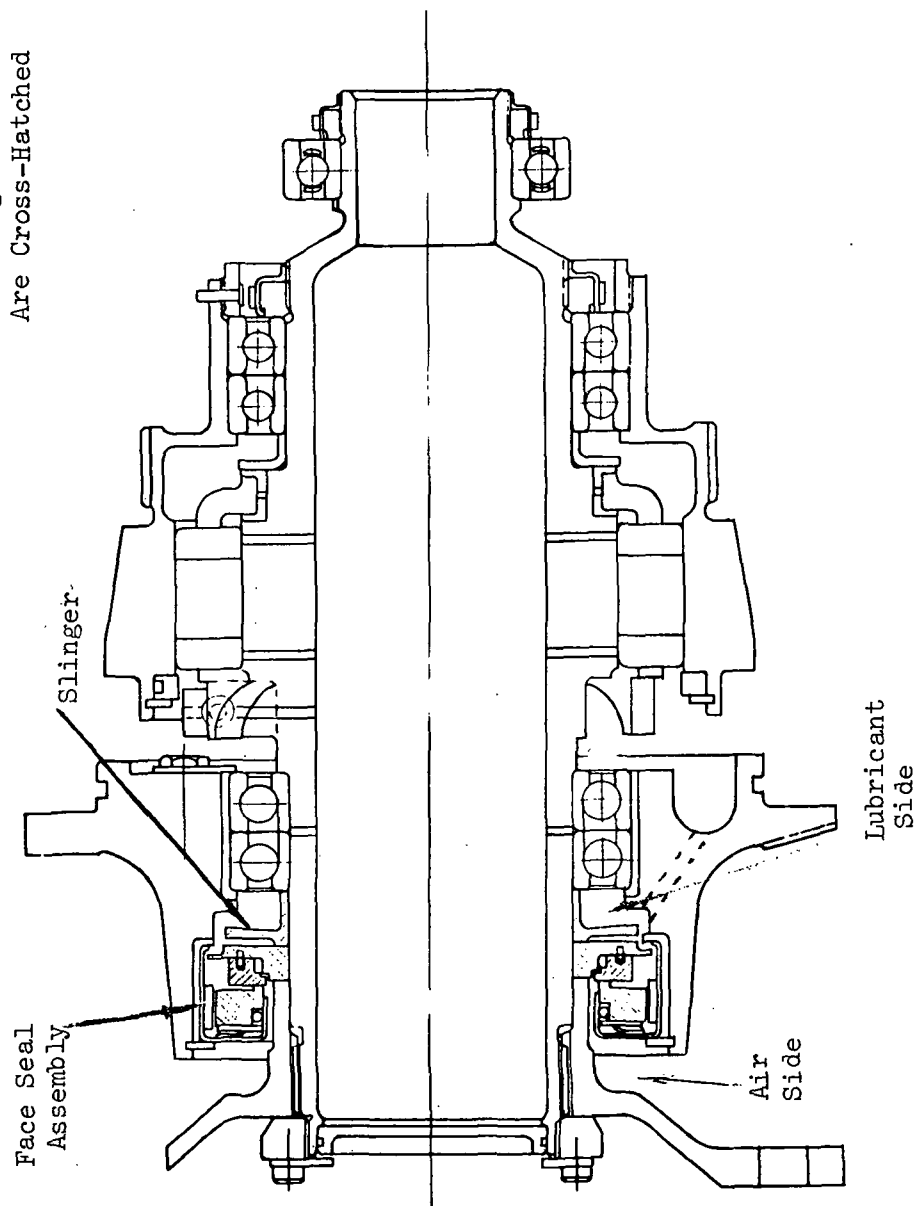 Are Cross-Hatched
Slinger
Face Seal
Assembly
Lubricant
Side
Air
Side